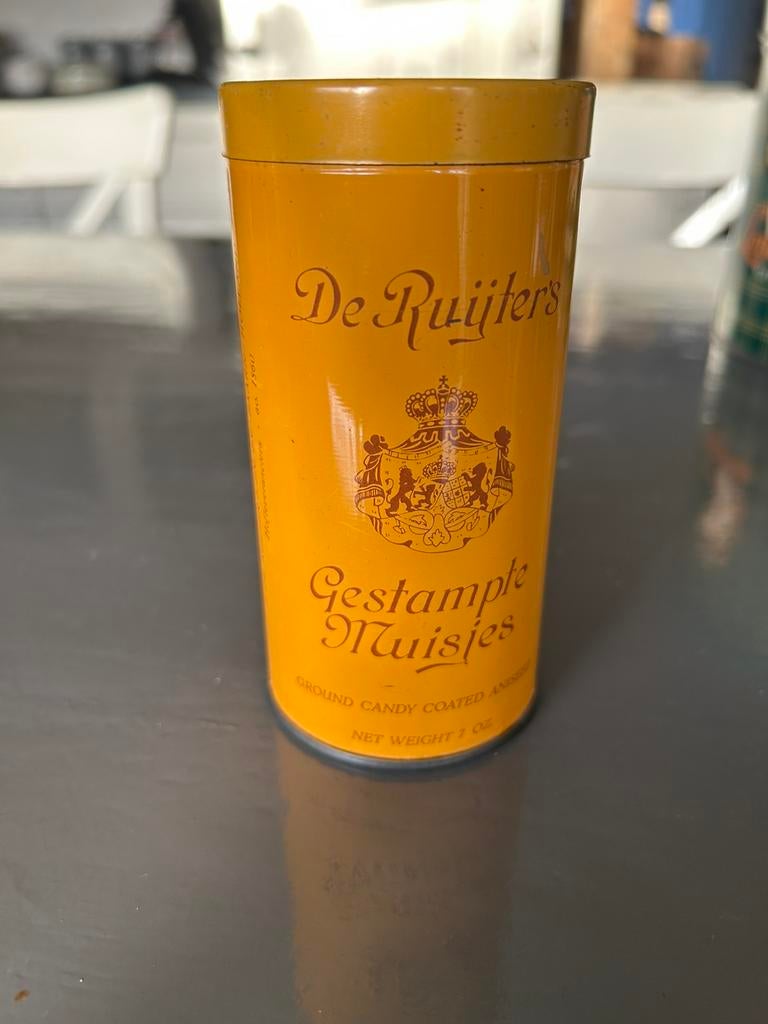 De Ruijter's
Gestampte
Muisjes
GROUND CANDY COATED ANISEED
NET WEIGHT 7 OZ.